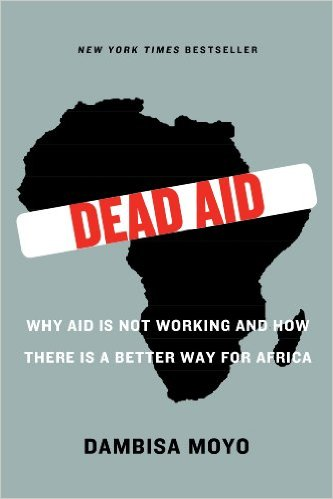 NEW YORK TIMES BESTSELLER
DEAD AID
WHY AID IS NOT WORKING AND HOW
THERE IS A BETTER WAY FOR AFRICA
DAMBISA MOYO